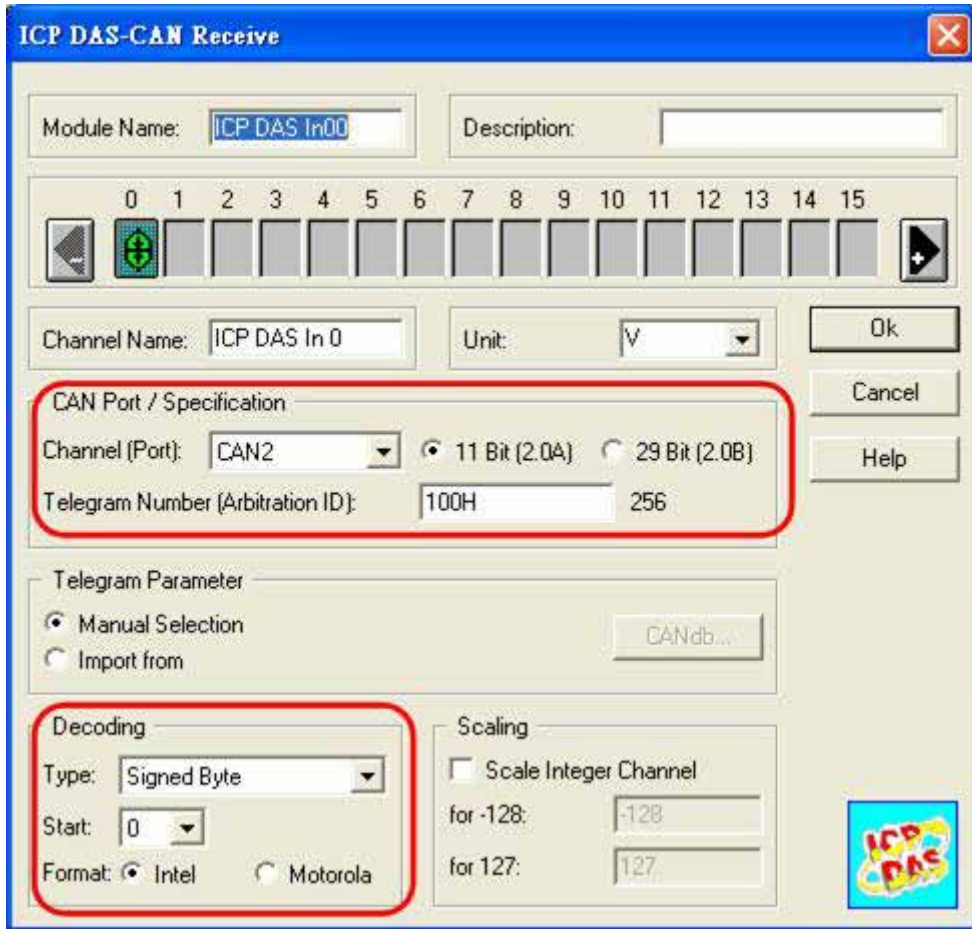 ICP DAS-CAN Receive
Module Name: ICP DAS In00 Description:
0 1 2 3 4 5 6 7 8 9 10 11 12 13 14 15
- +
Channel Name: ICP DAS In 0 Unit: V
Ok
CAN Port / Specification
Cancel
Channel (Port): CAN2 11 Bit (2.0A) 29 Bit (2.0B)
Help
Telegram Number (Arbitration ID): 100H 256
Telegram Parameter
Manual Selection
CANdb...
Import from
Decoding
Type: Signed Byte
Start: 0
Format: Intel Motorola
Scaling
Scale Integer Channel
for -128: -128
for 127: 127
ICP
DAS